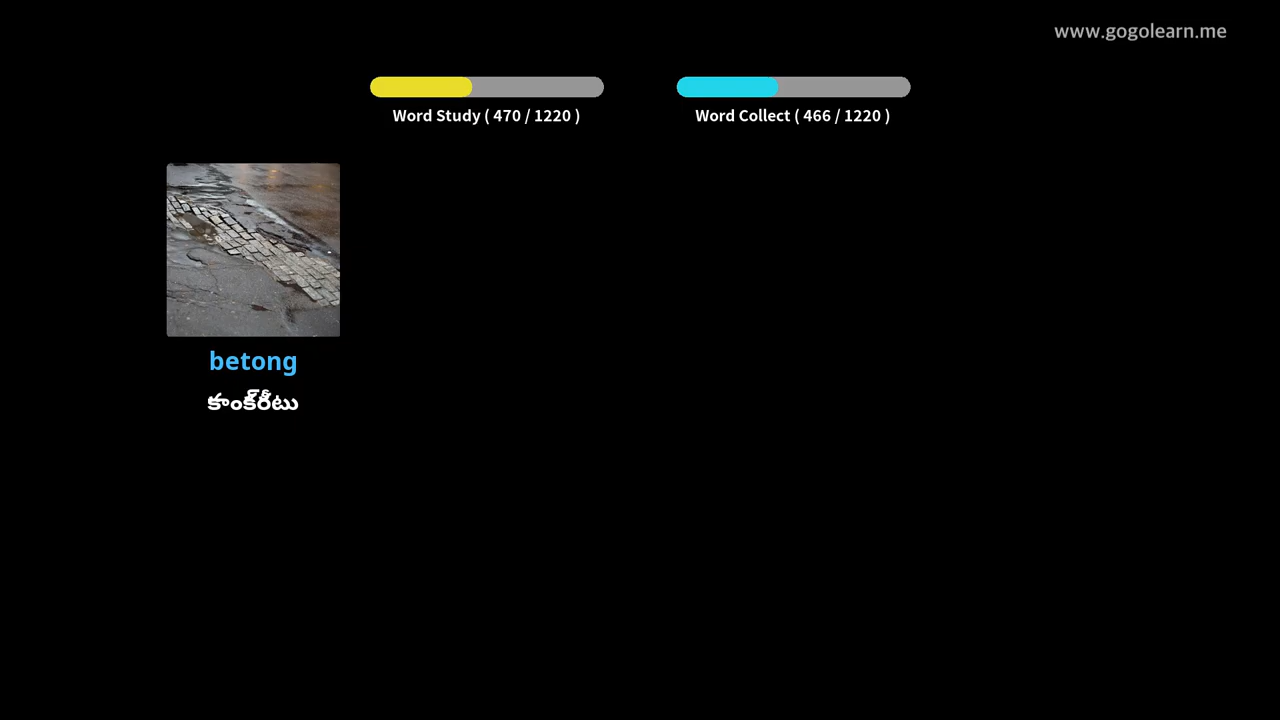 www.gogolearn.me
Word Study ( 470 / 1220 )
Word Collect ( 466 / 1220 )
betong
కాంక్రీటు